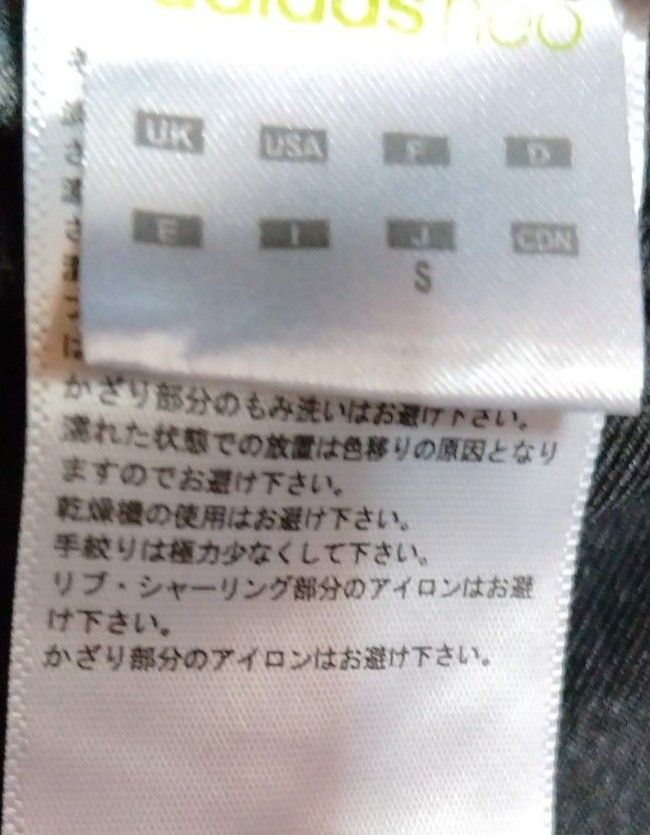 adidas neo
UK USA F D
E I J CDN
S
は
かざり部分のもみ洗いはお避け下さい。
濡れた状態での放置は色移りの原因となり
ますのでお避け下さい。
乾燥機の使用はお避け下さい。
手絞りは極力少なくして下さい。
リブ・シャーリング部分のアイロンはお避
け下さい。
かざり部分のアイロンはお避け下さい。